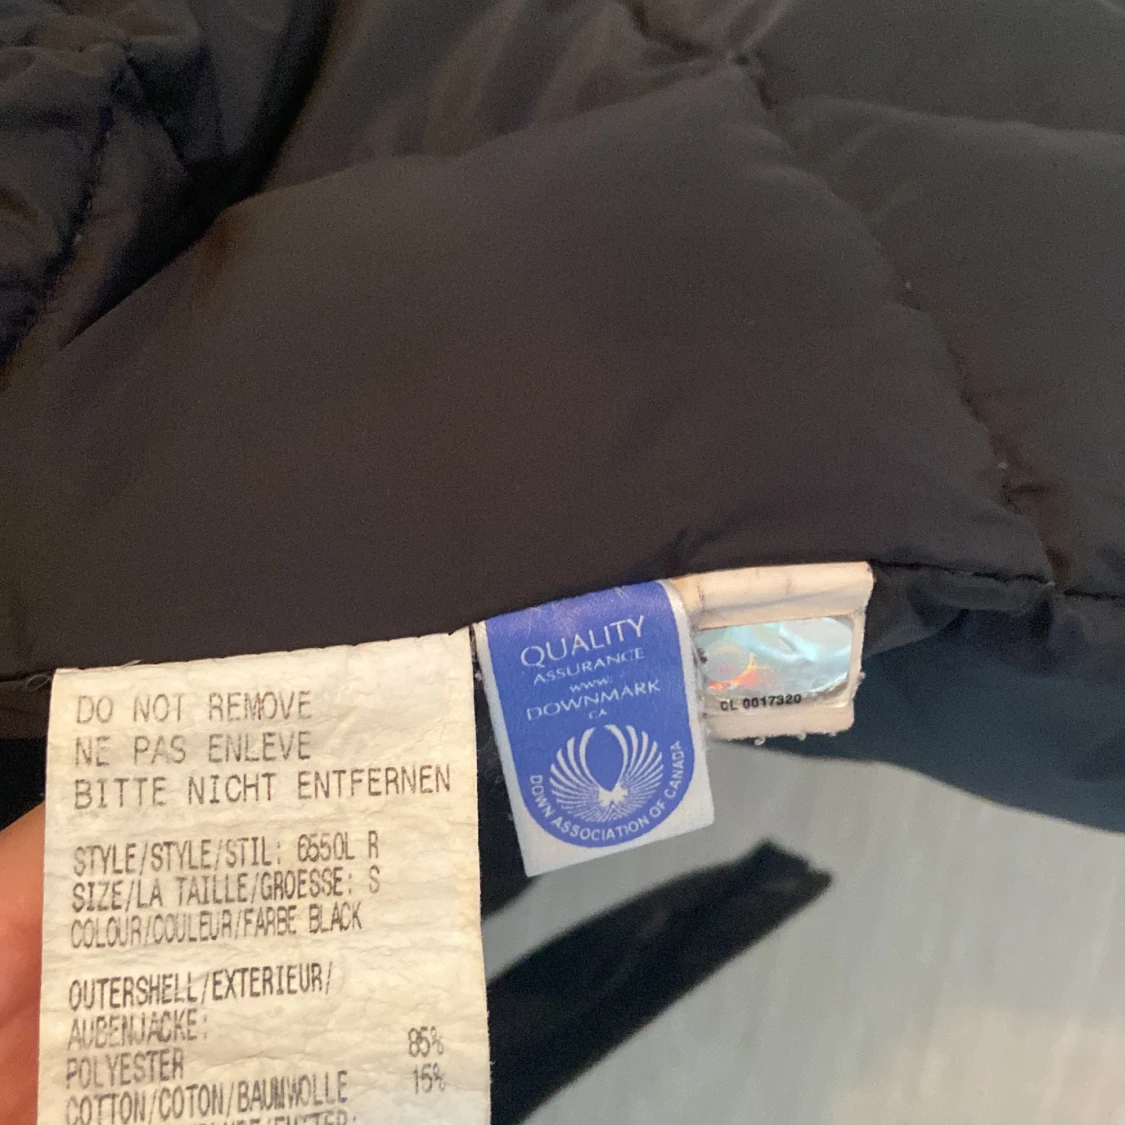 DO NOT REMOVE
NE PAS ENLEVE
BITTE NICHT ENTFERNEN
STYLE/STYLE/STIL: 6550L R
SIZE/LA TAILLE/GROESSE: S
COLOUR/COULEUR/FARBE BLACK
OUTERSHELL/EXTERIEUR/
AUBENJACKE:
POLYESTER 85%
COTTON/COTON/BAUMWOLLE 15%
QUALITY
ASSURANCE
www.
DOWNMARK
CA
DOWN ASSOCIATION OF CANADA
CL 0017320